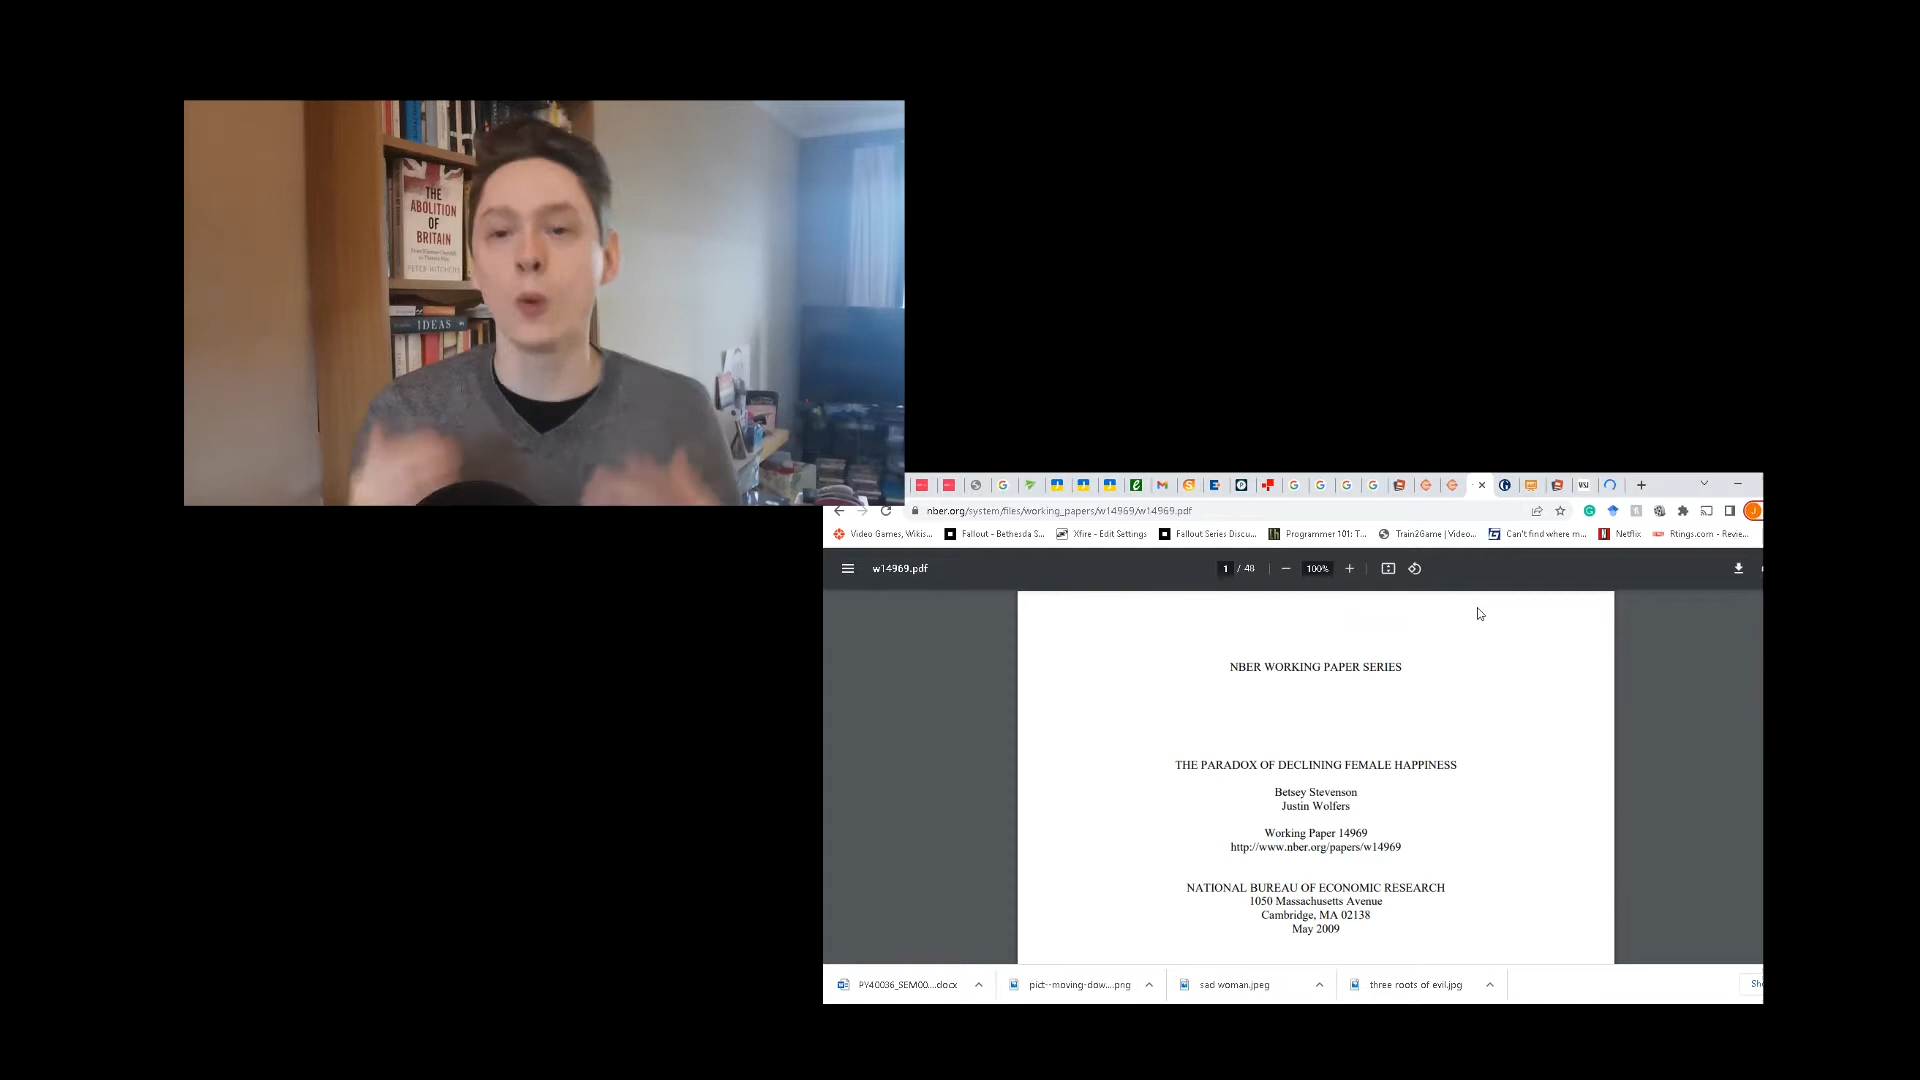 THE
ABOLITION
OF
BRITAIN
PETER HITCHENS
IDEAS
WSJ
nber.org/system/files/working_papers/w14969/w14969.pdf
Video Games, Wikis...
Fallout - Bethesda S...
Xfire - Edit Settings
Fallout Series Discu...
Programmer 101: T...
Train2Game | Video...
Can't find where m...
Netflix
Rtings.com - Revie...
w14969.pdf
1 / 48
100%
NBER WORKING PAPER SERIES
THE PARADOX OF DECLINING FEMALE HAPPINESS
Betsey Stevenson
Justin Wolfers
Working Paper 14969
http://www.nber.org/papers/w14969
NATIONAL BUREAU OF ECONOMIC RESEARCH
1050 Massachusetts Avenue
Cambridge, MA 02138
May 2009
PY40036_SEM00....docx
pict--moving-dow....png
sad woman.jpeg
three roots of evil.jpg